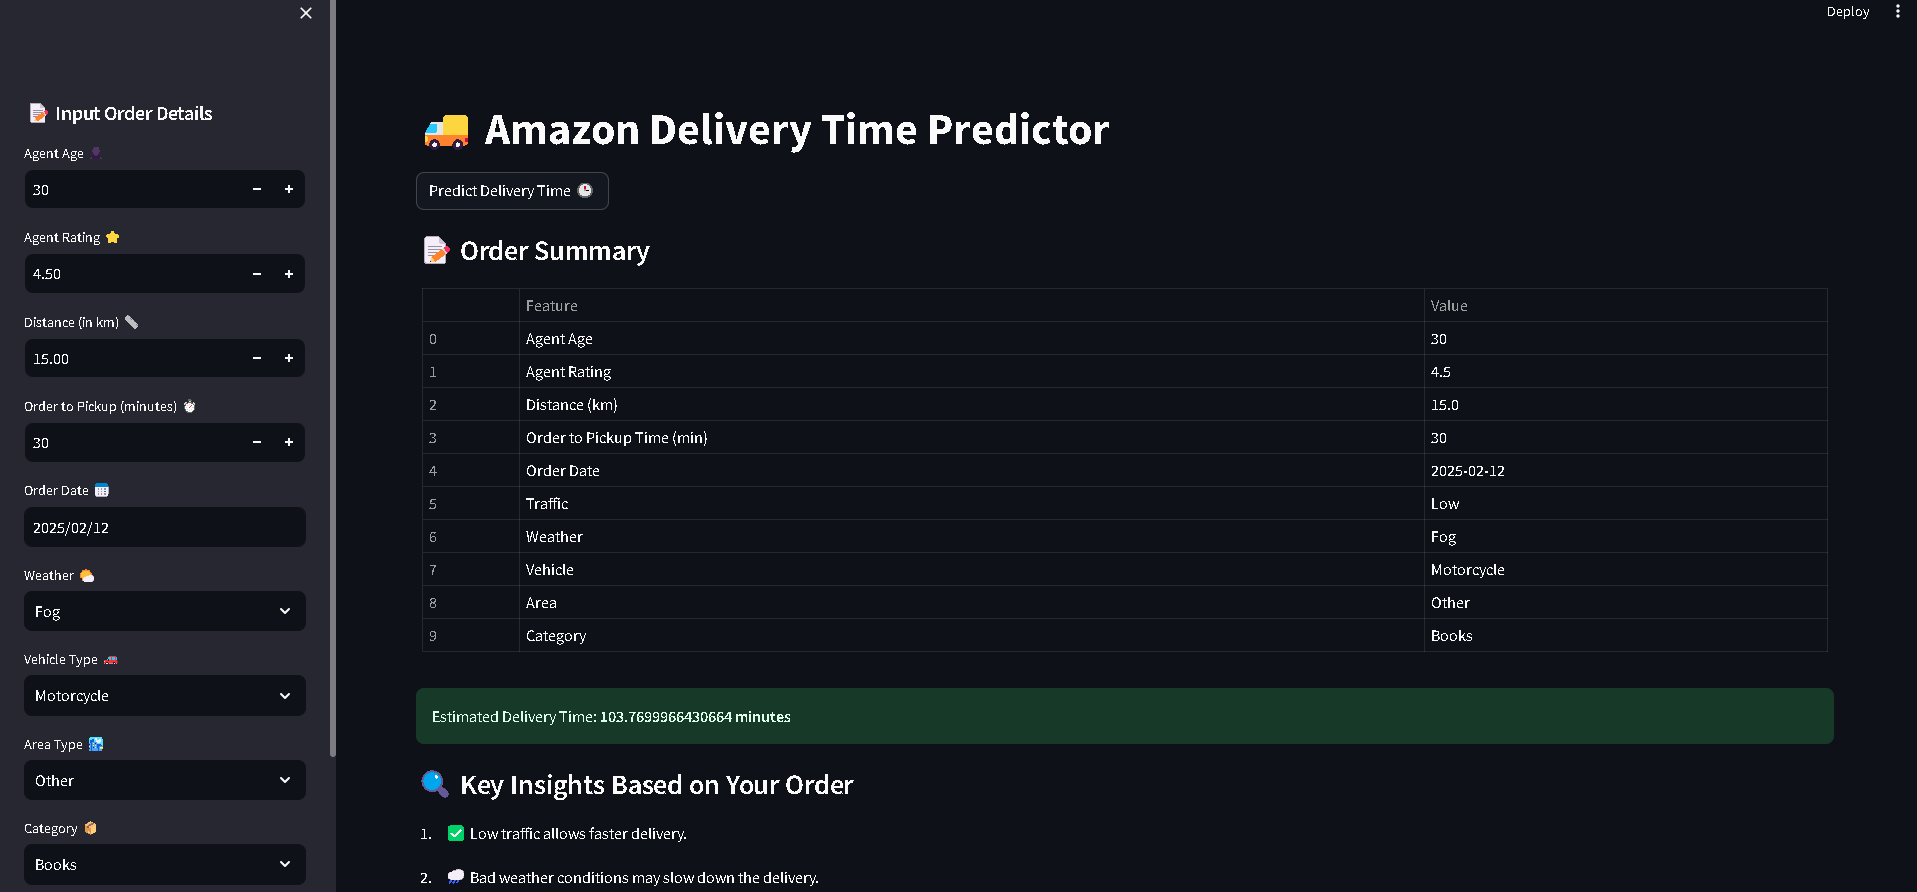 Deploy
Input Order Details
Agent Age
30
Agent Rating
4.50
Distance (in km)
15.00
Order to Pickup (minutes)
30
Order Date
2025/02/12
Weather
Fog
Vehicle Type
Motorcycle
Area Type
Other
Category
Books
Amazon Delivery Time Predictor
Predict Delivery Time
Order Summary
Feature Value
0 Agent Age 30
1 Agent Rating 4.5
2 Distance (km) 15.0
3 Order to Pickup Time (min) 30
4 Order Date 2025-02-12
5 Traffic Low
6 Weather Fog
7 Vehicle Motorcycle
8 Area Other
9 Category Books
Estimated Delivery Time: 103.7699966430664 minutes
Key Insights Based on Your Order
1. Low traffic allows faster delivery.
2. Bad weather conditions may slow down the delivery.